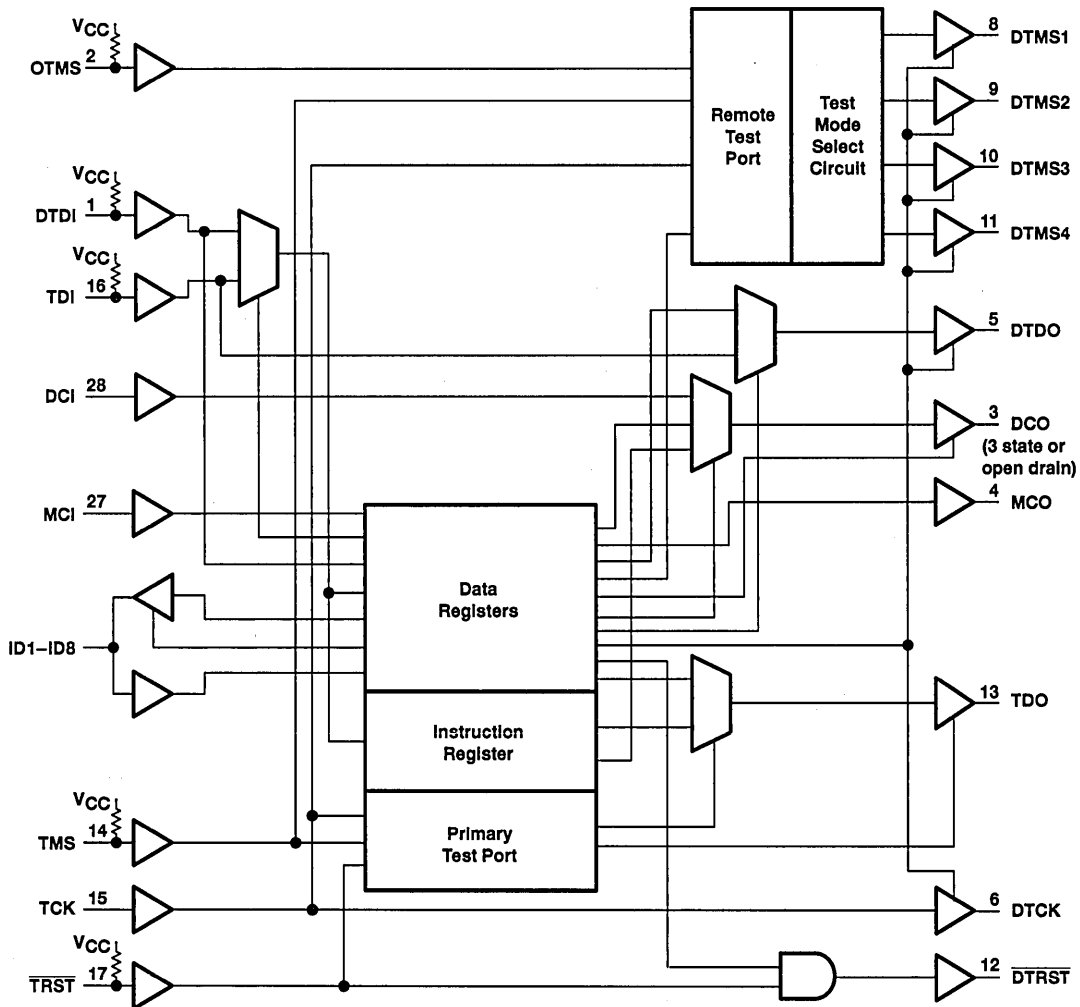 VCC
2
OTMS
VCC
1
DTDI
VCC
16
TDI
28
DCI
27
MCI
ID1–ID8
VCC
14
TMS
15
TCK
VCC
17
TRST
Remote
Test
Port
Test
Mode
Select
Circuit
Data
Registers
Instruction
Register
Primary
Test Port
8
DTMS1
9
DTMS2
10
DTMS3
11
DTMS4
5
DTDO
3
DCO
(3 state or
open drain)
4
MCO
13
TDO
6
DTCK
12
DTRST